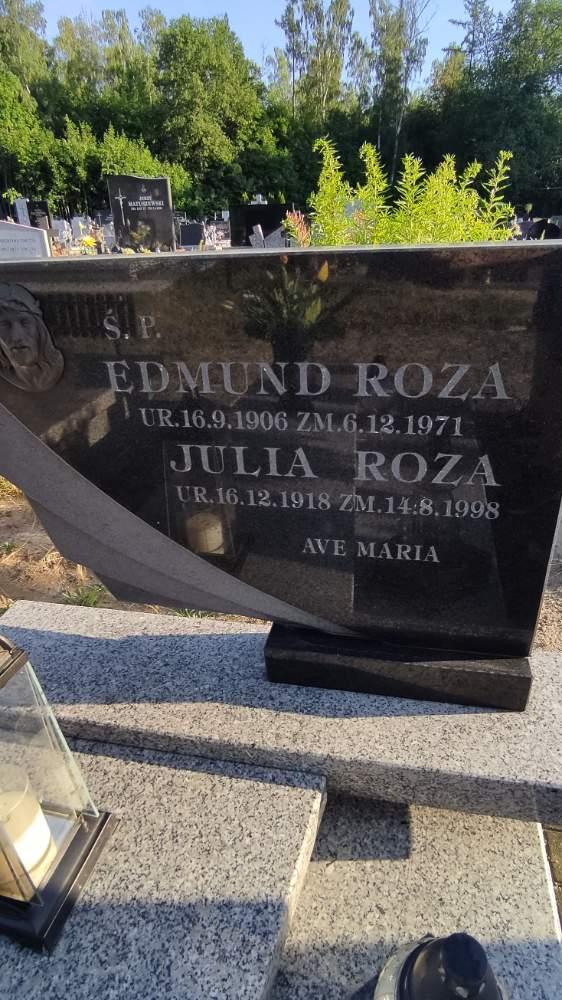 Ś. P.
EDMUND ROZA
UR.16.9.1906 ZM.6.12.1971
JULIA ROZA
UR.16.12.1918 ZM.14.8.1998
AVE MARIA